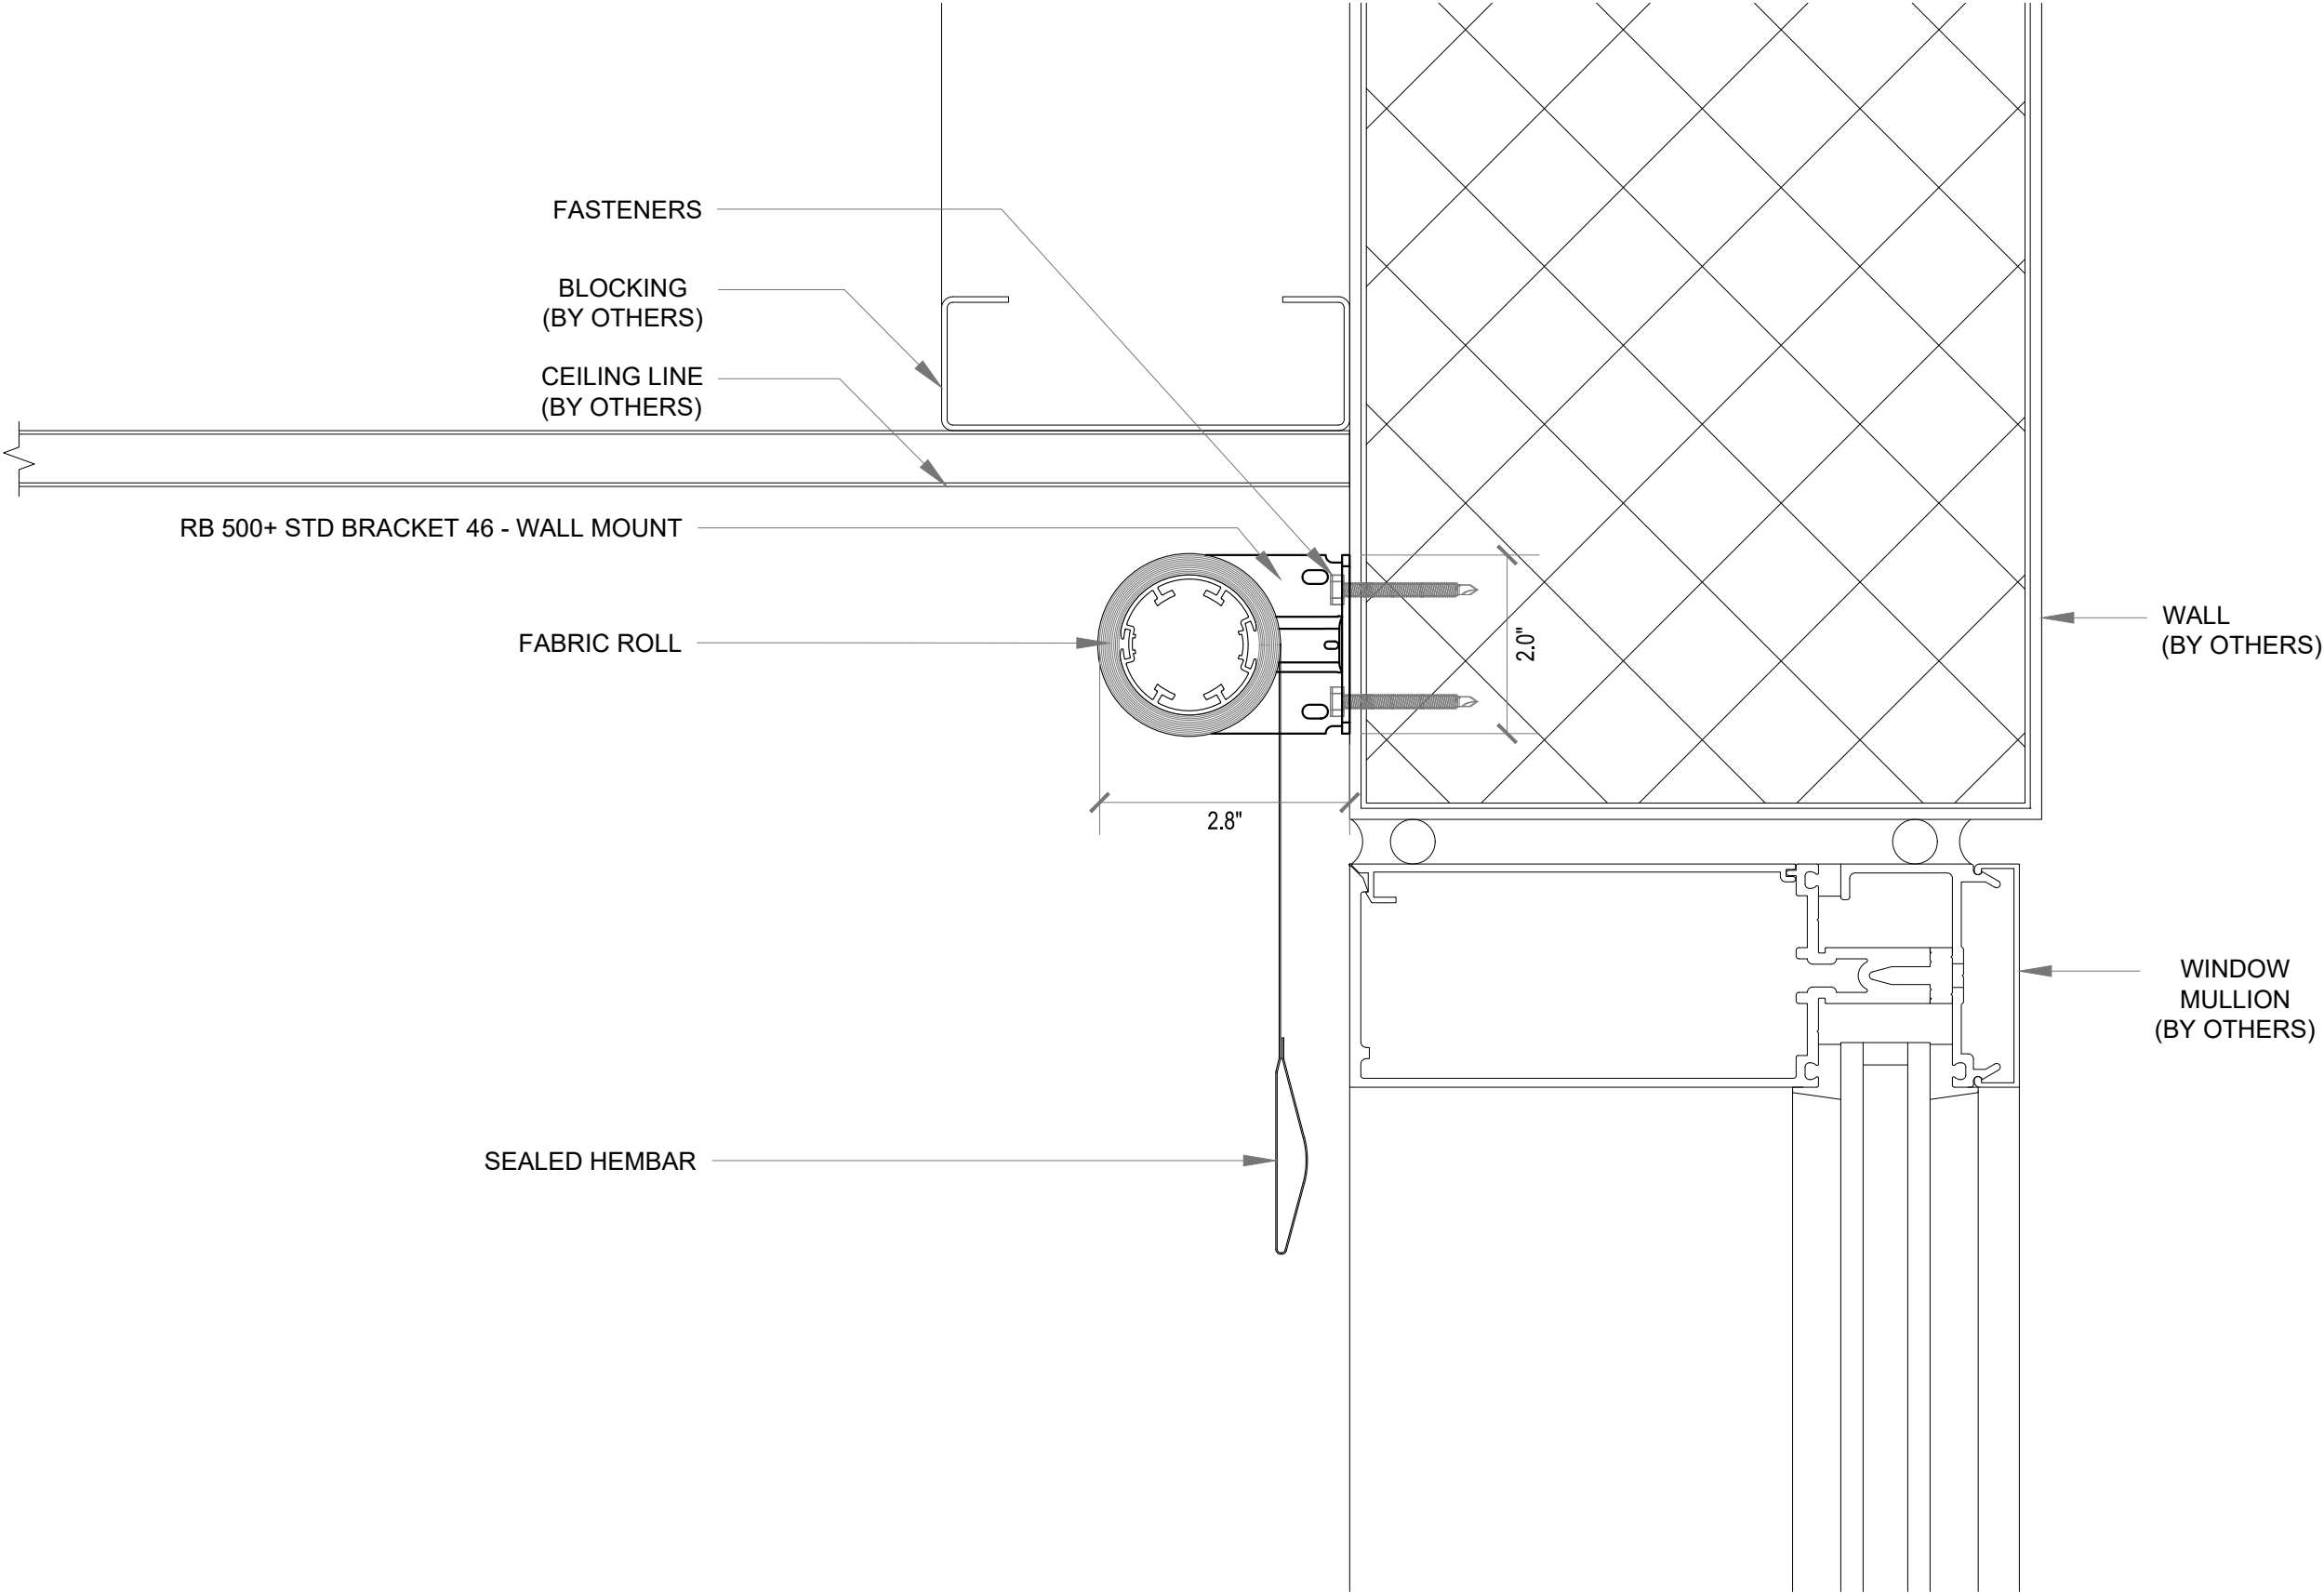 FASTENERS
BLOCKING
(BY OTHERS)
CEILING LINE
(BY OTHERS)
RB 500+ STD BRACKET 46 - WALL MOUNT
FABRIC ROLL
2.0"
WALL
(BY OTHERS)
2.8"
WINDOW
MULLION
(BY OTHERS)
SEALED HEMBAR